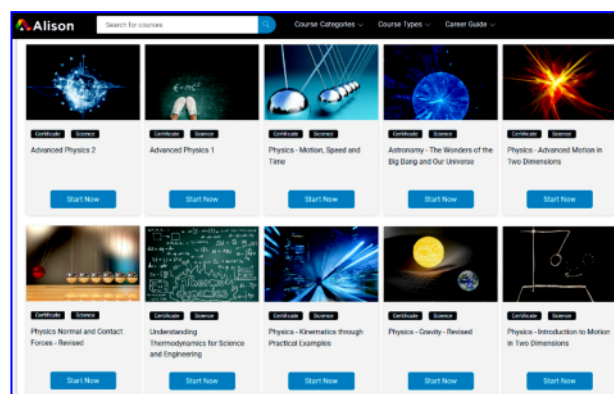 Alison
Search for courses
Course Categories
Course Types
Career Guide
Certificate Science
Advanced Physics 2
Start Now
€=mc²
Certificate Science
Advanced Physics 1
Start Now
Certificate Science
Physics - Motion, Speed and
Time
Start Now
Certificate Science
Astronomy - The Wonders of the
Big Bang and Our Universe
Start Now
Certificate Science
Physics - Advanced Motion in
Two Dimensions
Start Now
Certificate Science
Physics Normal and Contact
Forces - Revised
Start Now
Certificate Science
Understanding
Thermodynamics for Science
and Engineering
Start Now
Certificate Science
Physics - Kinematics through
Practical Examples
Start Now
Certificate Science
Physics - Gravity - Revised
Start Now
Certificate Science
Physics - Introduction to Motion
in Two Dimensions
Start Now